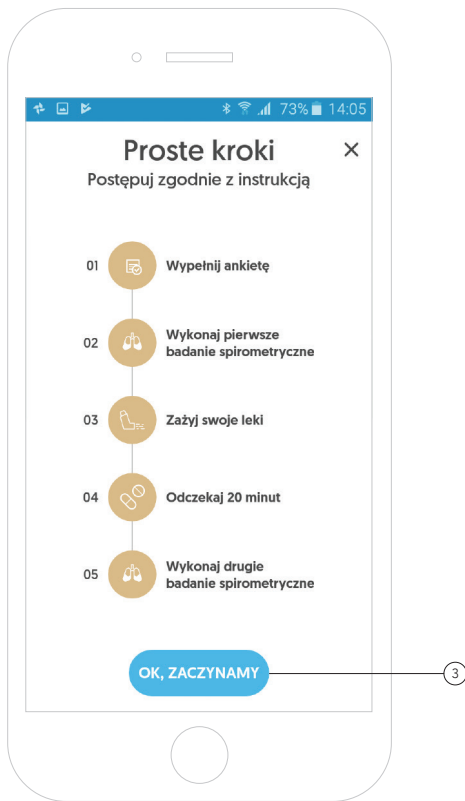 73% 14:05
Proste kroki
Postępuj zgodnie z instrukcją
01 Wypełnij ankietę
02 Wykonaj pierwsze
badanie spirometryczne
03 Zażyj swoje leki
04 Odczekaj 20 minut
05 Wykonaj drugie
badanie spirometryczne
OK, ZACZYNAMY
3